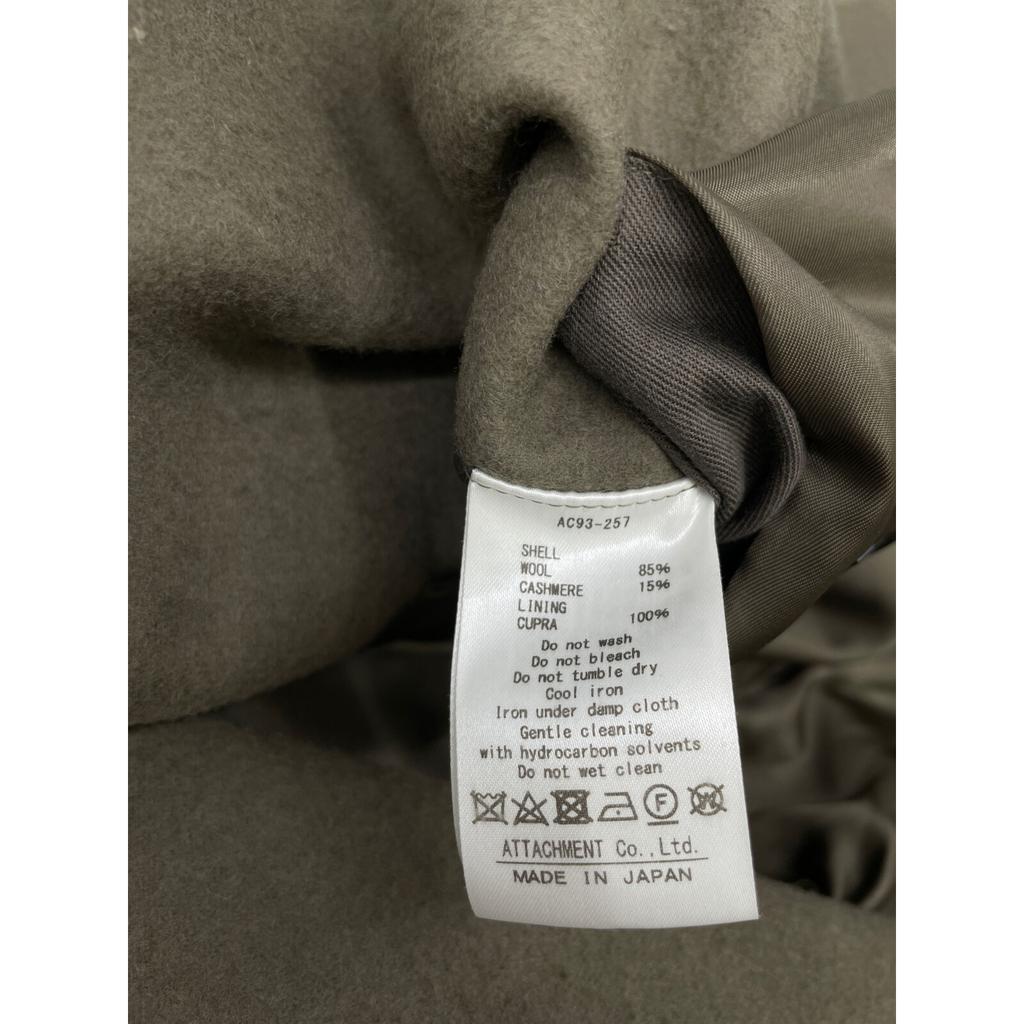 AC93-257
SHELL
WOOL 85%
CASHMERE 15%
LINING
CUPRA 100%
Do not wash
Do not bleach
Do not tumble dry
Cool iron
Iron under damp cloth
Gentle cleaning
with hydrocarbon solvents
Do not wet clean
F W
ATTACHMENT Co.,Ltd.
MADE IN JAPAN